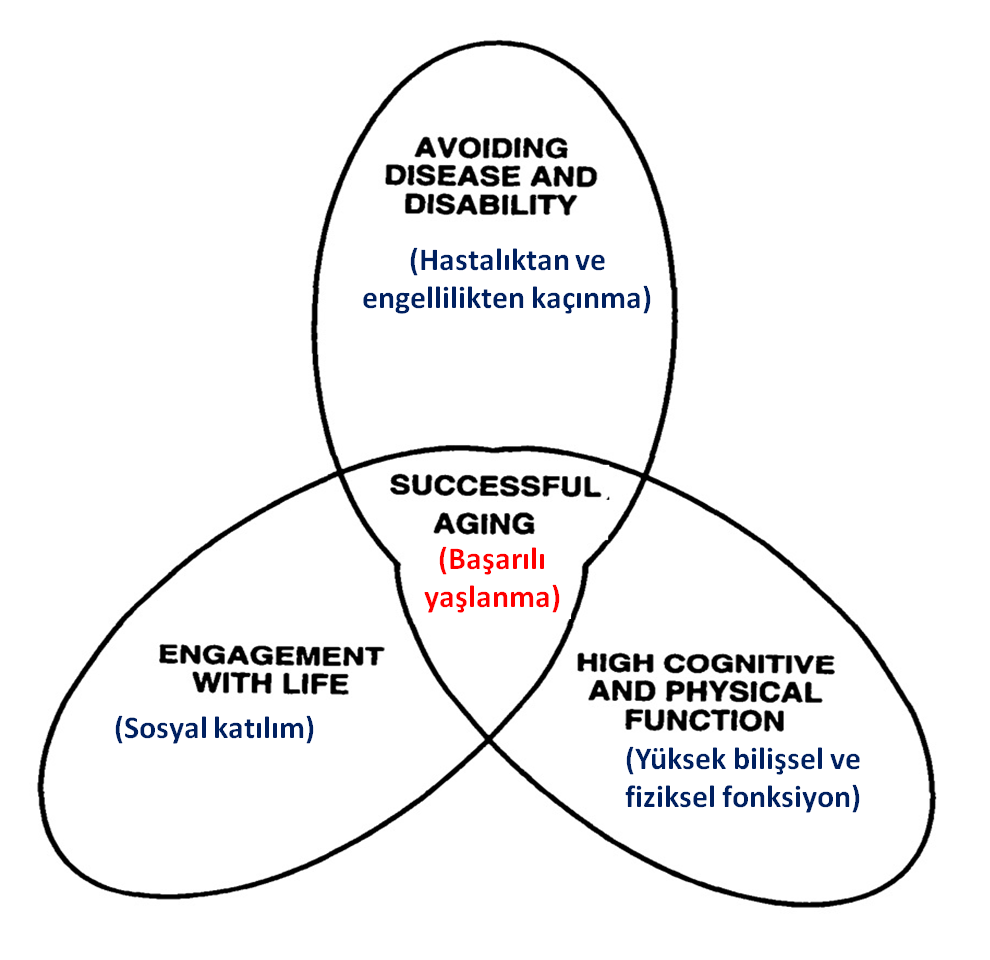 AVOIDING
DISEASE AND
DISABILITY
(Hastalıktan ve
engellilikten kaçınma)
SUCCESSFUL
AGING
(Başarılı
yaşlanma)
ENGAGEMENT
WITH LIFE
(Sosyal katılım)
HIGH COGNITIVE
AND PHYSICAL
FUNCTION
(Yüksek bilişsel ve
fiziksel fonksiyon)